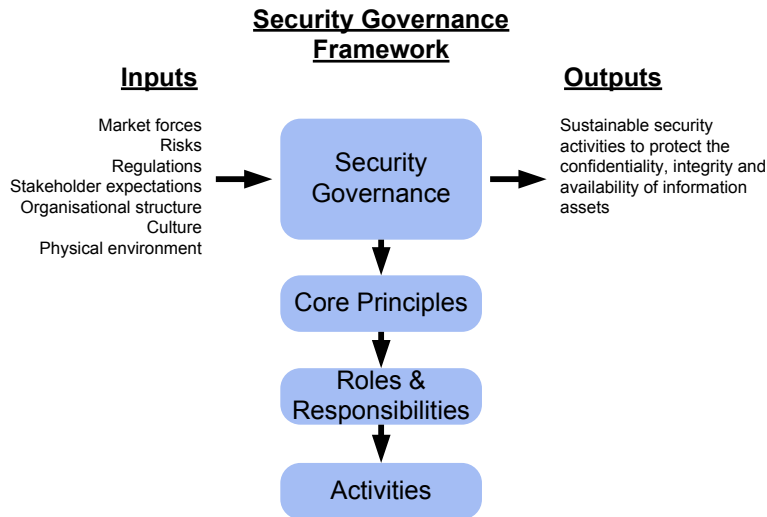 Security Governance
Framework
Inputs
Market forces
Risks
Regulations
Stakeholder expectations
Organisational structure
Culture
Physical environment
Security
Governance
Outputs
Sustainable security
activities to protect the
confidentiality, integrity and
availability of information
assets
Core Principles
Roles &
Responsibilities
Activities